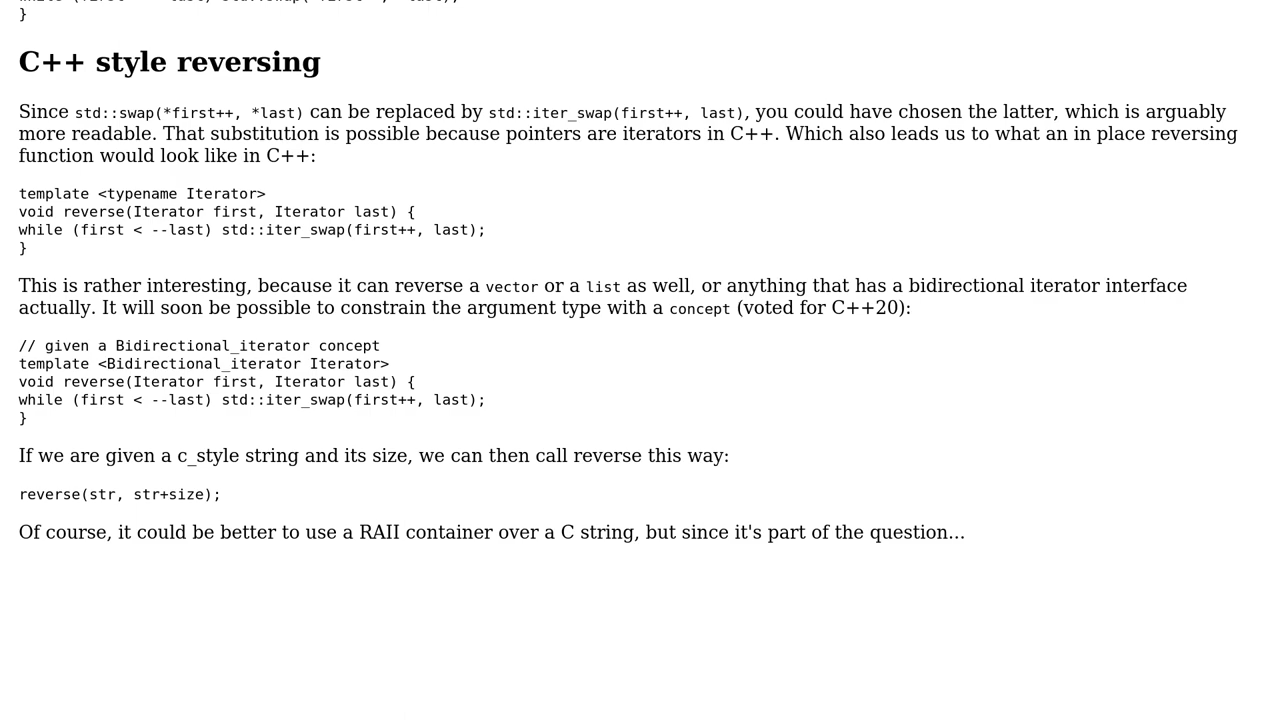 }
C++ style reversing
Since std::swap(*first++, *last) can be replaced by std::iter_swap(first++, last), you could have chosen the latter, which is arguably
more readable. That substitution is possible because pointers are iterators in C++. Which also leads us to what an in place reversing
function would look like in C++:
template <typename Iterator>
void reverse(Iterator first, Iterator last) {
while (first < --last) std::iter_swap(first++, last);
}
This is rather interesting, because it can reverse a vector or a list as well, or anything that has a bidirectional iterator interface
actually. It will soon be possible to constrain the argument type with a concept (voted for C++20):
// given a Bidirectional_iterator concept
template <Bidirectional_iterator Iterator>
void reverse(Iterator first, Iterator last) {
while (first < --last) std::iter_swap(first++, last);
}
If we are given a c_style string and its size, we can then call reverse this way:
reverse(str, str+size);
Of course, it could be better to use a RAII container over a C string, but since it's part of the question...